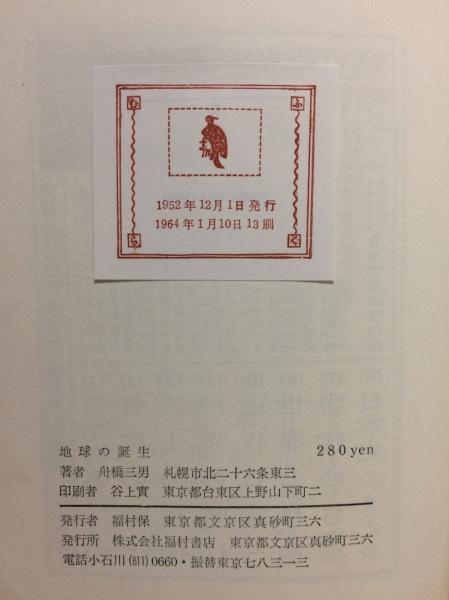 ふ
く
む
ら
1952年12月1日発行
1964年1月10日13刷
地球の誕生 280yen
著者 舟橋三男 札幌市北二十六条東三
印刷者 谷上實 東京都台東区上野山下町二
発行者 福村保 東京都文京区真砂町三六
発行所 株式会社福村書店 東京都文京区真砂町三六
電話小石川(811)0660・振替東京七八三一三